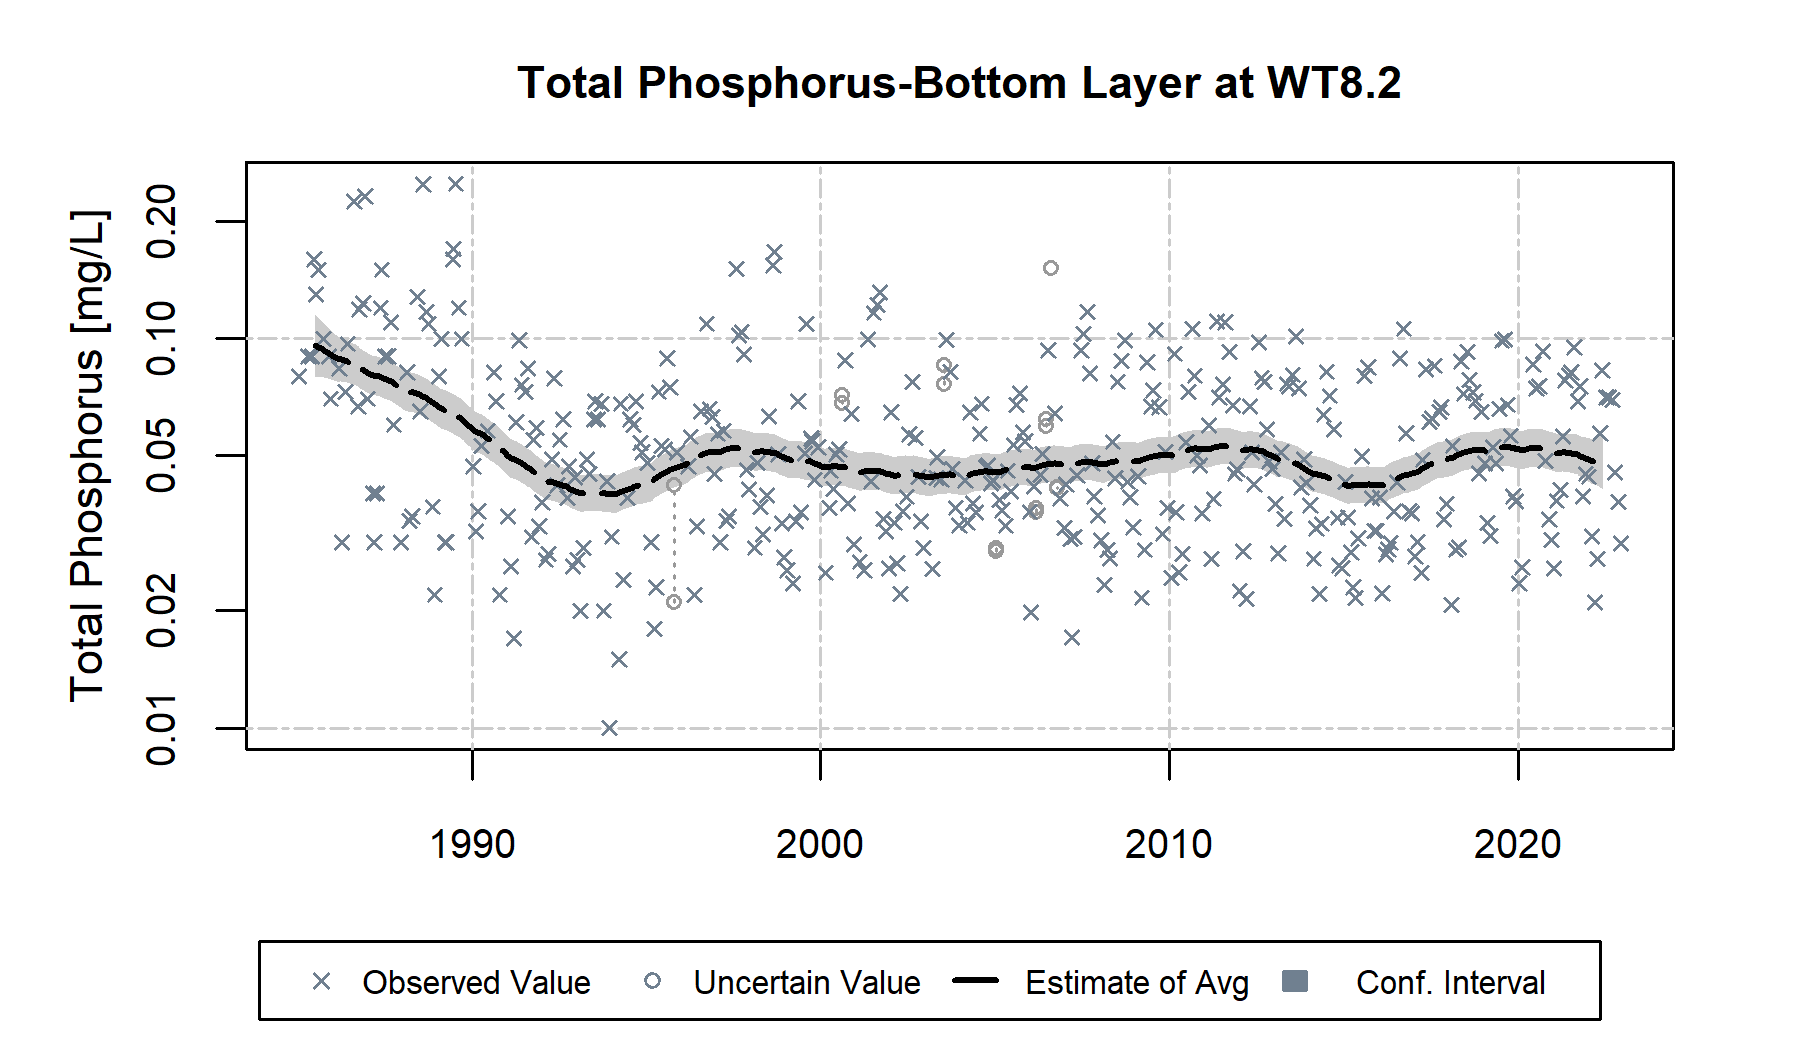 Total Phosphorus-Bottom Layer at WT8.2
Total Phosphorus [mg/L]
0.20
0.10
0.05
0.02
0.01
1990 2000 2010 2020
Observed Value Uncertain Value Estimate of Avg Conf. Interval